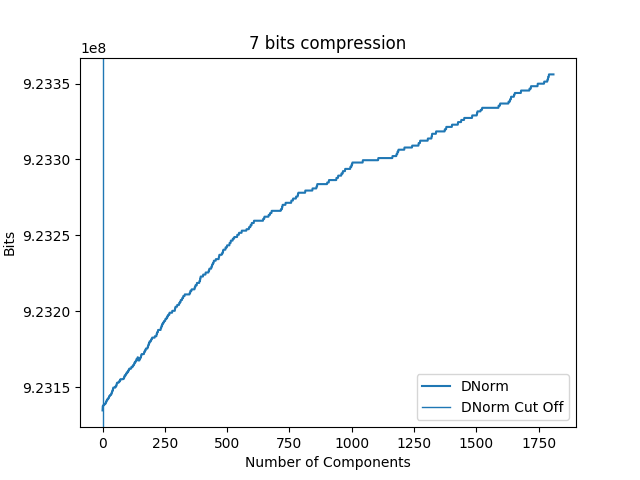 7 bits compression
1e8
9.2335
9.2330
9.2325
9.2320
9.2315
Bits
0 250 500 750 1000 1250 1500 1750
Number of Components
DNorm
DNorm Cut Off